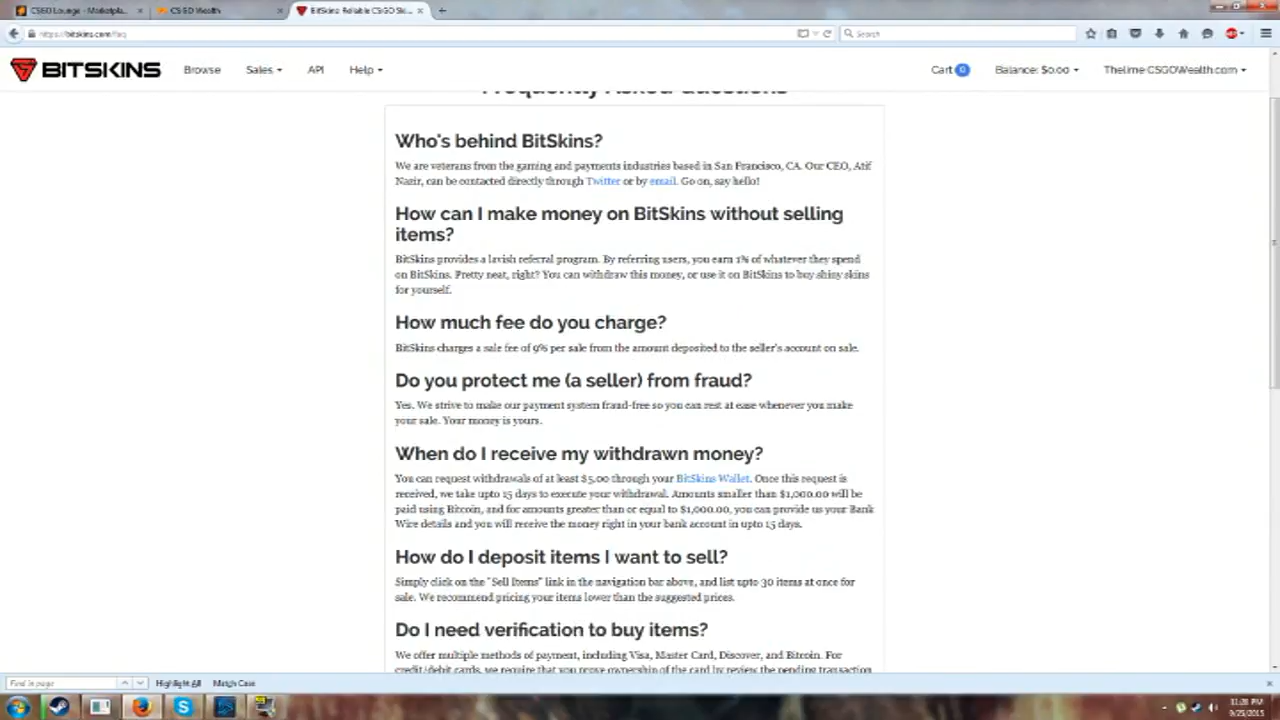 CSGO Lounge - Marketpla...
CSGO Wealth
BitSkins Reliable CSGO Ski...
https://bitskins.com/faq
Search
BITSKINS
Browse
Sales
API
Help
Cart 0
Balance: $0.00
Thelime CSGOWealth.com
Frequently Asked Questions
Who's behind BitSkins?
We are veterans from the gaming and payments industries based in San Francisco, CA. Our CEO, Atif
Nazir, can be contacted directly through Twitter or by email. Go on, say hello!
How can I make money on BitSkins without selling
items?
BitSkins provides a lavish referral program. By referring users, you earn 1% of whatever they spend
on BitSkins. Pretty neat, right? You can withdraw this money, or use it on BitSkins to buy shiny skins
for yourself.
How much fee do you charge?
BitSkins charges a sale fee of 9% per sale from the amount deposited to the seller's account on sale.
Do you protect me (a seller) from fraud?
Yes. We strive to make our payment system fraud-free so you can rest at ease whenever you make
your sale. Your money is yours.
When do I receive my withdrawn money?
You can request withdrawals of at least $5.00 through your BitSkins Wallet. Once this request is
received, we take upto 15 days to execute your withdrawal. Amounts smaller than $1,000.00 will be
paid using Bitcoin, and for amounts greater than or equal to $1,000.00, you can provide us your Bank
Wire details and you will receive the money right in your bank account in upto 15 days.
How do I deposit items I want to sell?
Simply click on the "Sell Items" link in the navigation bar above, and list upto 30 items at once for
sale. We recommend pricing your items lower than the suggested prices.
Do I need verification to buy items?
We offer multiple methods of payment, including Visa, Master Card, Discover, and Bitcoin. For
credit/debit cards, we require that you prove ownership of the card by review the pending transaction
Find in page
Highlight All
Match Case
11:28 PM
9/25/2015